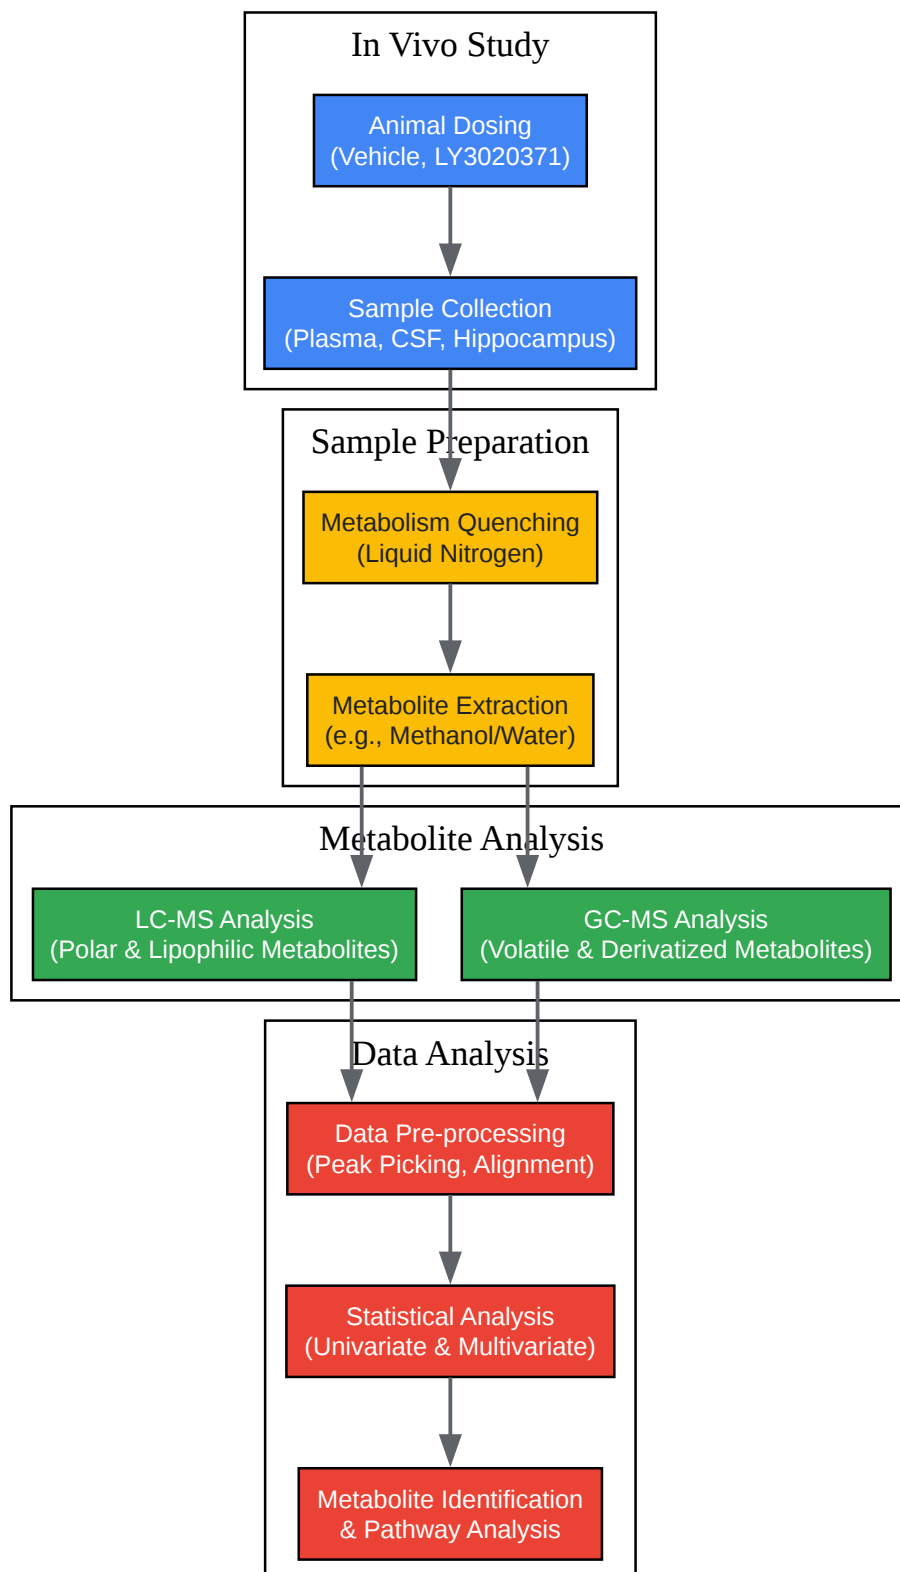 In Vivo Study
Animal Dosing
(Vehicle, LY3020371)
Sample Collection
(Plasma, CSF, Hippocampus)
Sample Preparation
Metabolism Quenching
(Liquid Nitrogen)
Metabolite Extraction
(e.g., Methanol/Water)
Metabolite Analysis
LC-MS Analysis
(Polar & Lipophilic Metabolites)
GC-MS Analysis
(Volatile & Derivatized Metabolites)
Data Analysis
Data Pre-processing
(Peak Picking, Alignment)
Statistical Analysis
(Univariate & Multivariate)
Metabolite Identification
& Pathway Analysis